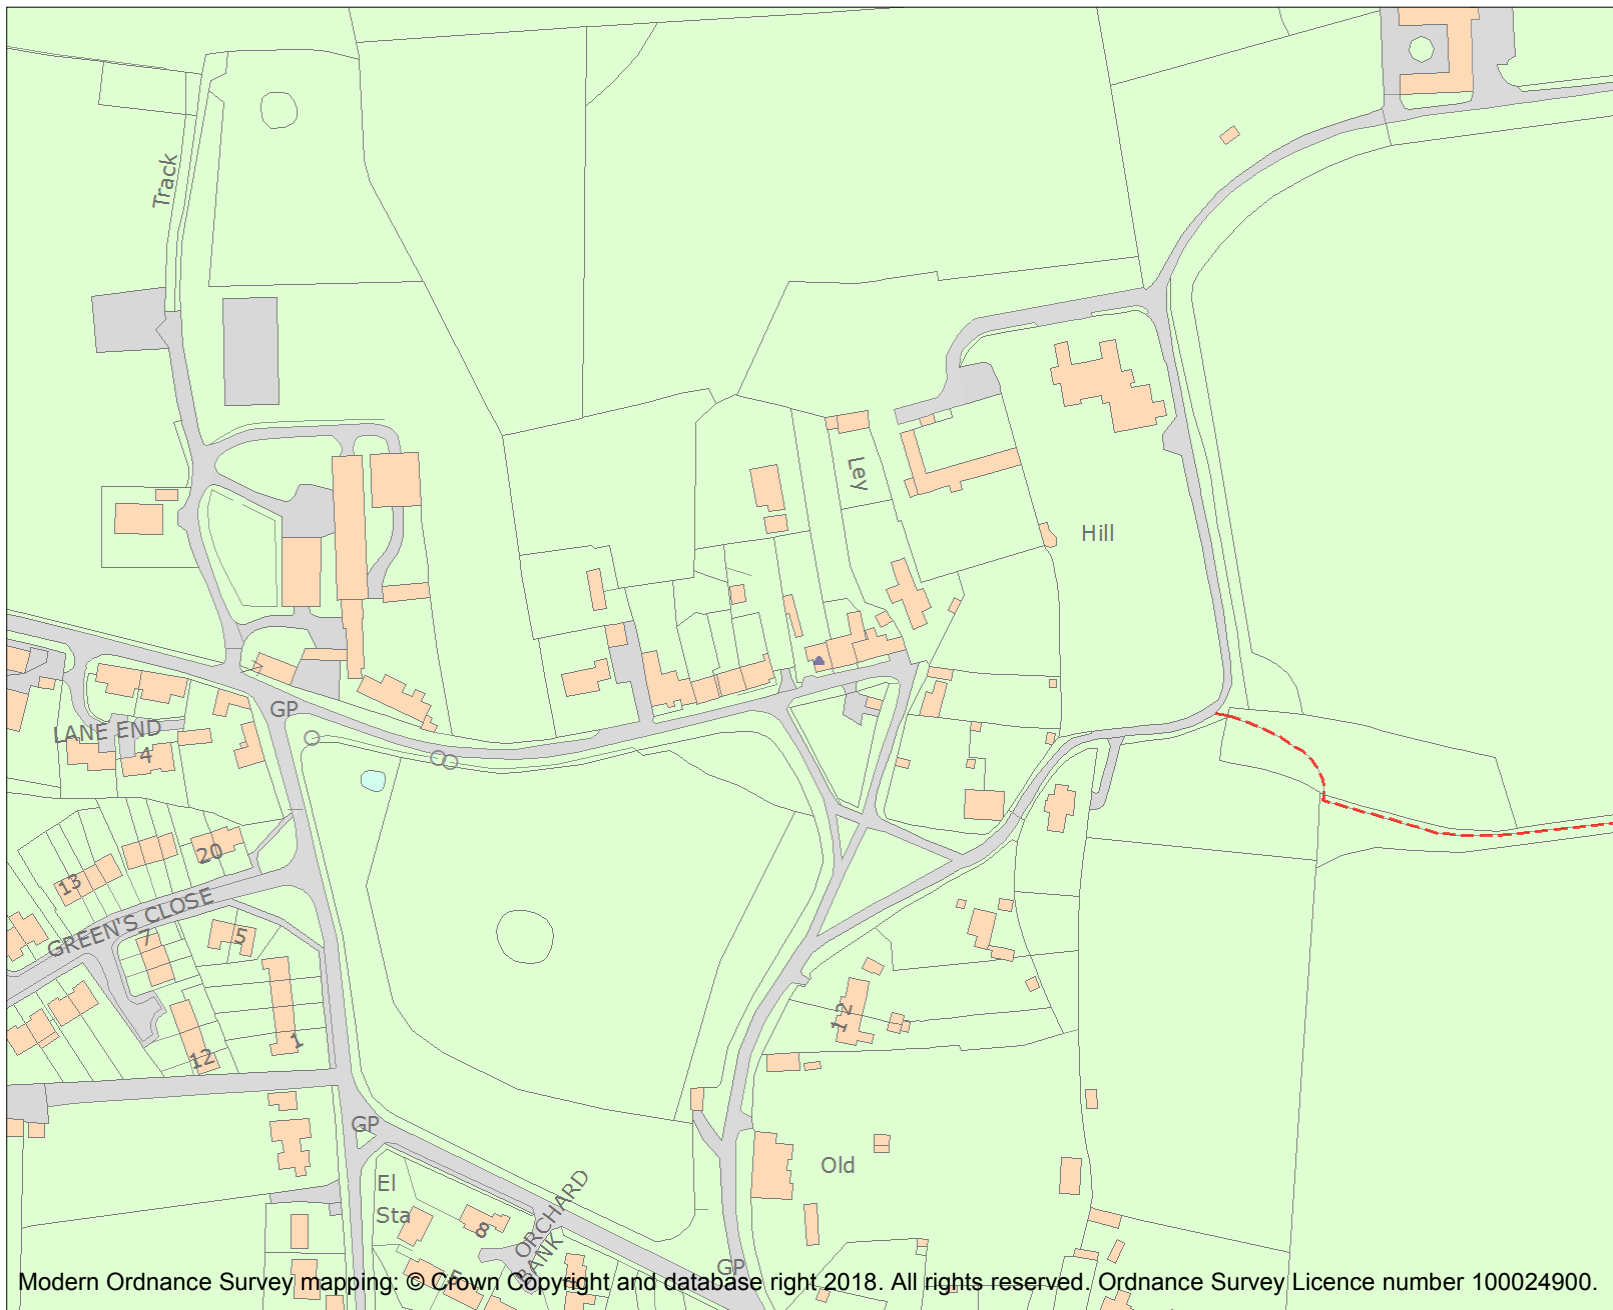 Track
Ley
Hill
GP
LANE END
4
20
13
GREEN'S CLOSE
7
5
1
12
12
GP
Old
El
Sta
8
ORCHARD
BANK
GP
Modern Ordnance Survey mapping: © Crown Copyright and database right 2018. All rights reserved. Ordnance Survey Licence number 100024900.